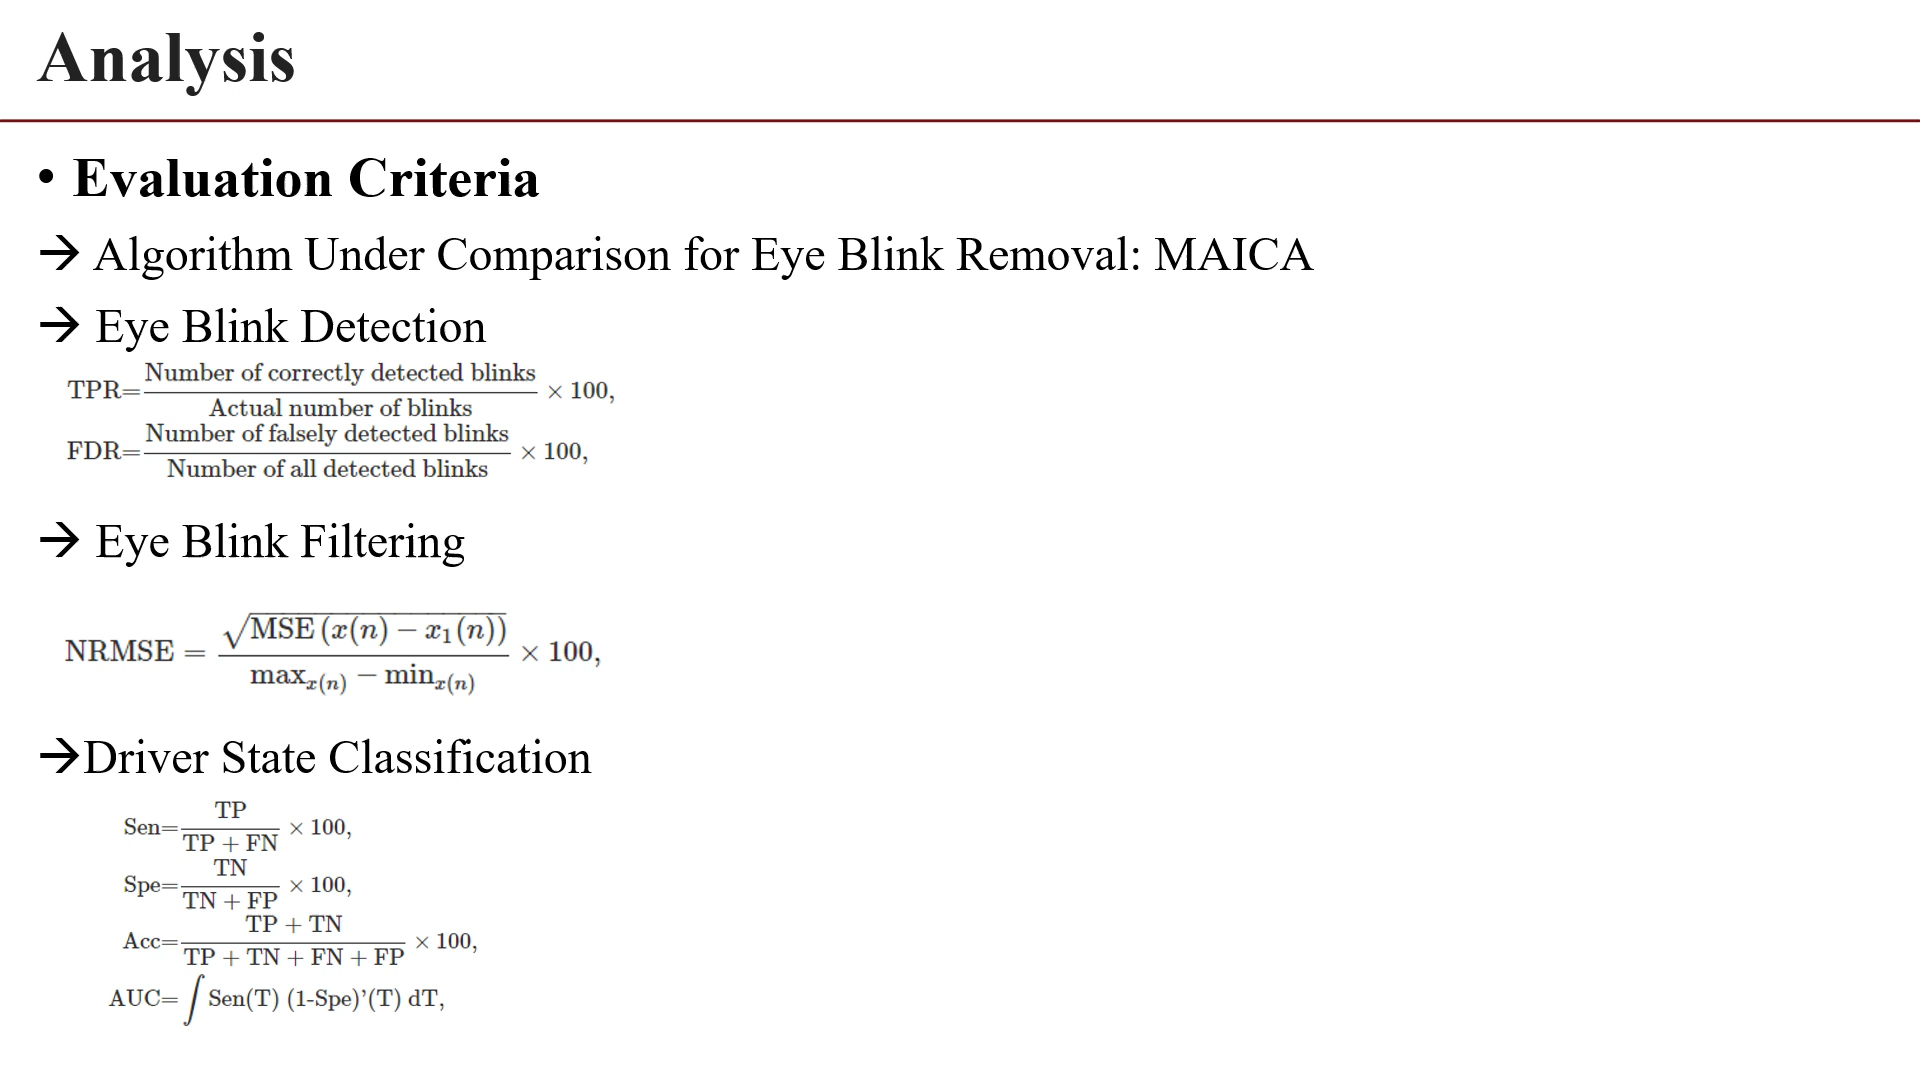 Analysis
• Evaluation Criteria
→ Algorithm Under Comparison for Eye Blink Removal: MAICA
→ Eye Blink Detection
TPR= Number of correctly detected blinks / Actual number of blinks × 100,
FDR= Number of falsely detected blinks / Number of all detected blinks × 100,
→ Eye Blink Filtering
NRMSE = √MSE (x(n) − x₁(n)) / max_x(n) − min_x(n) × 100,
→Driver State Classification
Sen= TP / TP + FN × 100,
Spe= TN / TN + FP × 100,
Acc= TP + TN / TP + TN + FN + FP × 100,
AUC= ∫ Sen(T) (1-Spe)’(T) dT,